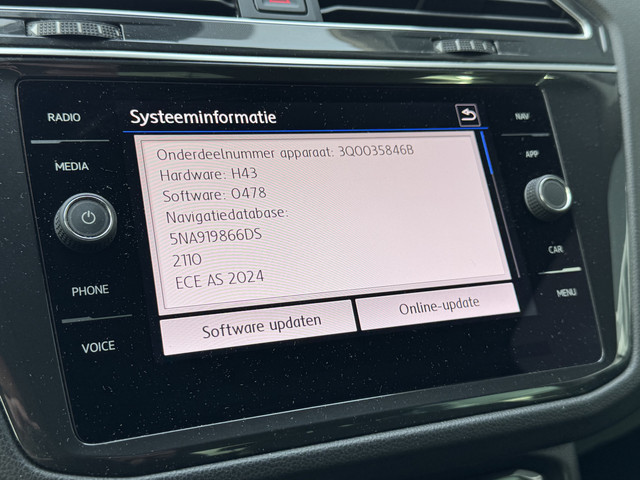 RADIO
MEDIA
PHONE
VOICE
Systeeminformatie
Onderdeelnummer apparaat: 3Q0035846B
Hardware: H43
Software: 0478
Navigatiedatabase:
5NA919866DS
2110
ECE AS 2024
Software updaten
Online-update
NAV
APP
CAR
MENU